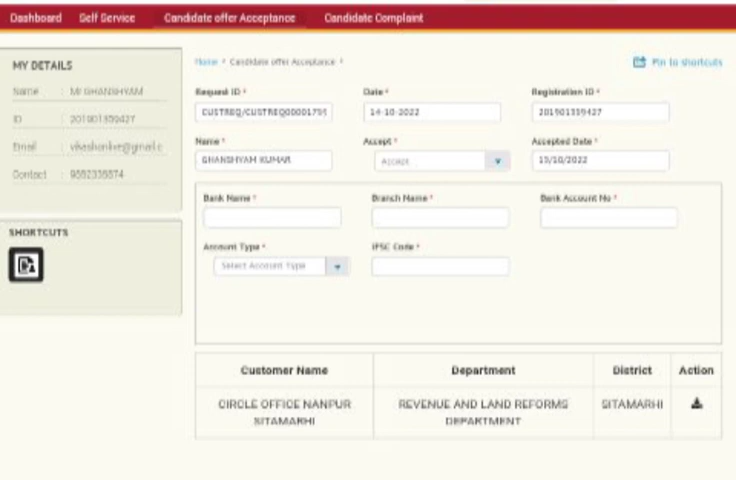 Dashboard Self Service Candidate offer Acceptance Candidate Complaint
MY DETAILS
Name : Mr GHANSHYAM
ID : 201901359427
Email :
Contact :
SHORTCUTS
Home / Candidate offer Acceptance /
Pin to shortcuts
Request ID * Date * Registration ID *
14-10-2022 201901359427
Name * Accept * Accepted Date *
GHANSHYAM KUMAR Accept 15/10/2022
Bank Name * Branch Name * Bank Account No *
Account Type * IFSC Code *
Select Account Type
Customer Name Department District Action
CIRCLE OFFICE NANPUR REVENUE AND LAND REFORMS SITAMARHI
SITAMARHI DEPARTMENT